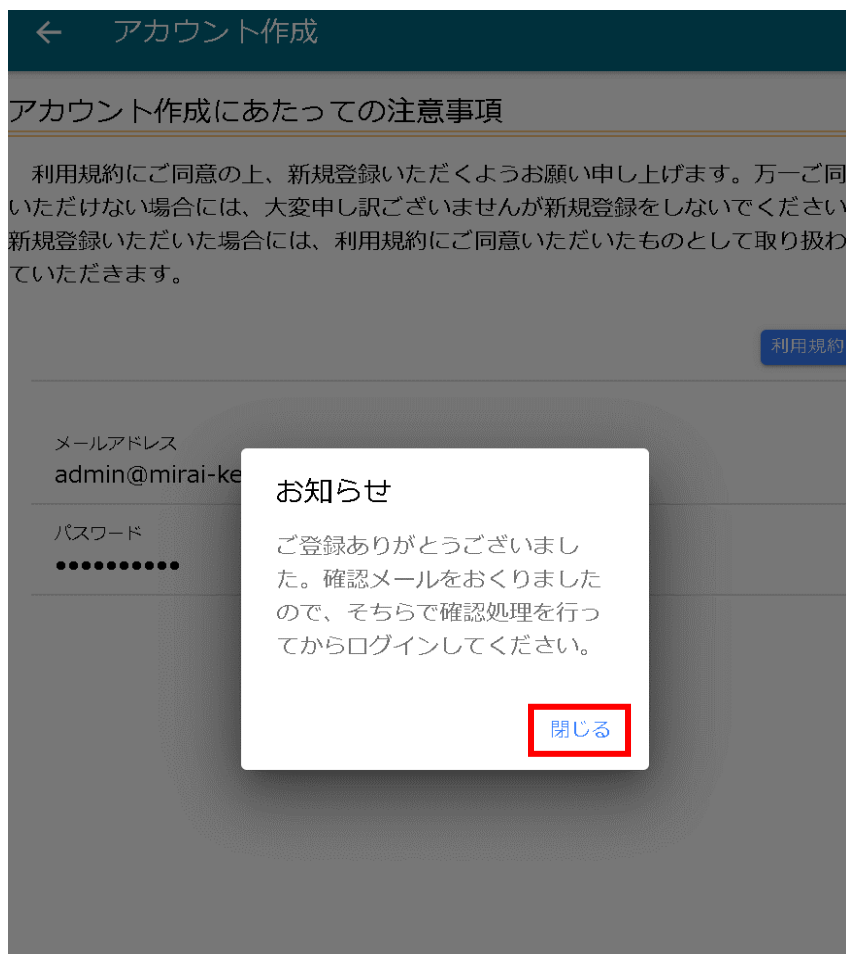 ← アカウント作成
アカウント作成にあたっての注意事項
利用規約にご同意の上、新規登録いただくようお願い申し上げます。万一ご同
いただけない場合には、大変申し訳ございませんが新規登録をしないでください
新規登録いただいた場合には、利用規約にご同意いただいたものとして取り扱わ
ていただきます。
利用規約
メールアドレス
admin@mirai-ke
パスワード
••••••••••
お知らせ
ご登録ありがとうございまし
た。確認メールをおくりました
ので、そちらで確認処理を行っ
てからログインしてください。
閉じる